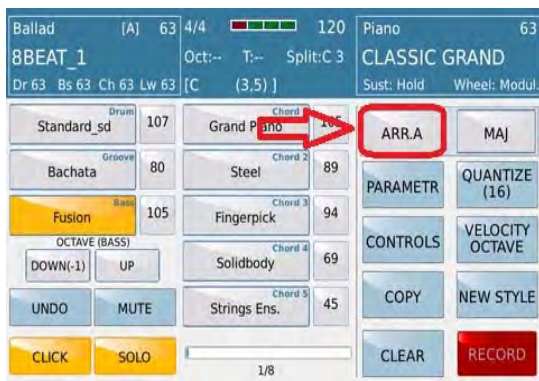 Ballad [A] 63
8BEAT_1
Dr 63 Bs 63 Ch 63 Lw 63
4/4 120
Oct:-- T:-- Split:C 3
[C (3,5) ]
Piano 63
CLASSIC GRAND
Sust: Hold Wheel: Modul.
Drum
Standard_sd 107
Groove
Bachata 80
Bass
Fusion 105
OCTAVE (BASS)
DOWN(-1) UP
UNDO MUTE
CLICK SOLO
Chord
Grand Piano
Chord 2
Steel 89
Chord 3
Fingerpick 94
Chord 4
Solidbody 69
Chord 5
Strings Ens. 45
1/8
ARR.A MAJ
PARAMETR QUANTIZE
(16)
CONTROLS VELOCITY
OCTAVE
COPY NEW STYLE
CLEAR RECORD